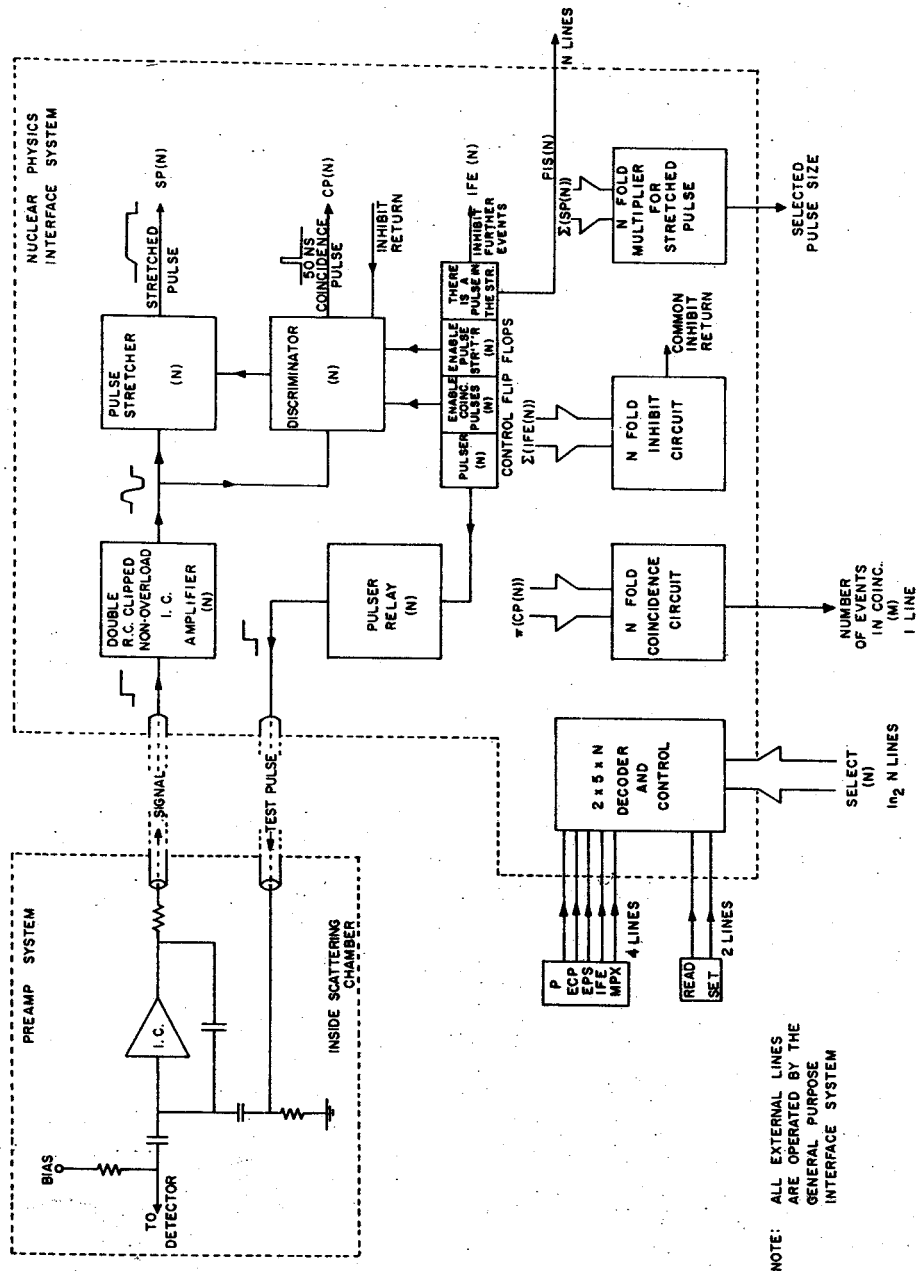 PREAMP SYSTEM
BIAS
TO
DETECTOR
I.C.
INSIDE SCATTERING
CHAMBER
SIGNAL
TEST PULSE
NUCLEAR PHYSICS
INTERFACE SYSTEM
DOUBLE
R.C. CLIPPED
NON-OVERLOAD
I. C.
AMPLIFIER
(N)
PULSE
STRETCHER
(N)
STRETCHED
PULSE
SP(N)
DISCRIMINATOR
(N)
50 NS
COINCIDENCE
PULSE
CP(N)
INHIBIT
RETURN
PULSER
RELAY
(N)
PULSER
(N)
ENABLE
COINC.
PULSES
(N)
ENABLE
PULSE
STR'T'R
(N)
THERE
IS A
PULSE IN
THE STR.
CONTROL FLIP FLOPS
IFE (N)
INHIBIT
FURTHER
EVENTS
PIS(N)
N LINES
π(CP(N))
N FOLD
COINCIDENCE
CIRCUIT
NUMBER
OF EVENTS
IN COINC.
(M)
I LINE
Σ(IFE(N))
N FOLD
INHIBIT
CIRCUIT
COMMON
INHIBIT
RETURN
Σ(SP(N))
N FOLD
MULTIPLIER
FOR
STRETCHED
PULSE
SELECTED
PULSE SIZE
P
ECP
EPS
IFE
MPX
4 LINES
READ
SET
2 LINES
2 x 5 x N
DECODER
AND
CONTROL
SELECT
(N)
ln₂ N LINES
NOTE: ALL EXTERNAL LINES
ARE OPERATED BY THE
GENERAL PURPOSE
INTERFACE SYSTEM